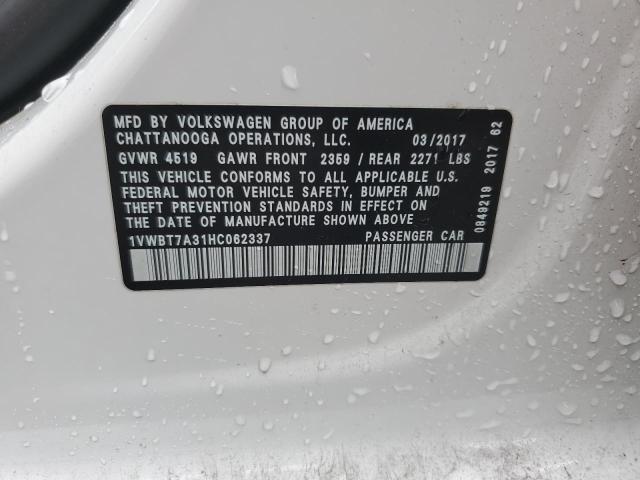 MFD BY VOLKSWAGEN GROUP OF AMERICA
CHATTANOOGA OPERATIONS, LLC. 03/2017
GVWR 4519 GAWR FRONT 2359 / REAR 2271 LBS
THIS VEHICLE CONFORMS TO ALL APPLICABLE U.S.
FEDERAL MOTOR VEHICLE SAFETY, BUMPER AND
THEFT PREVENTION STANDARDS IN EFFECT ON THE
DATE OF MANUFACTURE SHOWN ABOVE
1VWBT7A31HC062337 PASSENGER CAR
0849219 2017 62